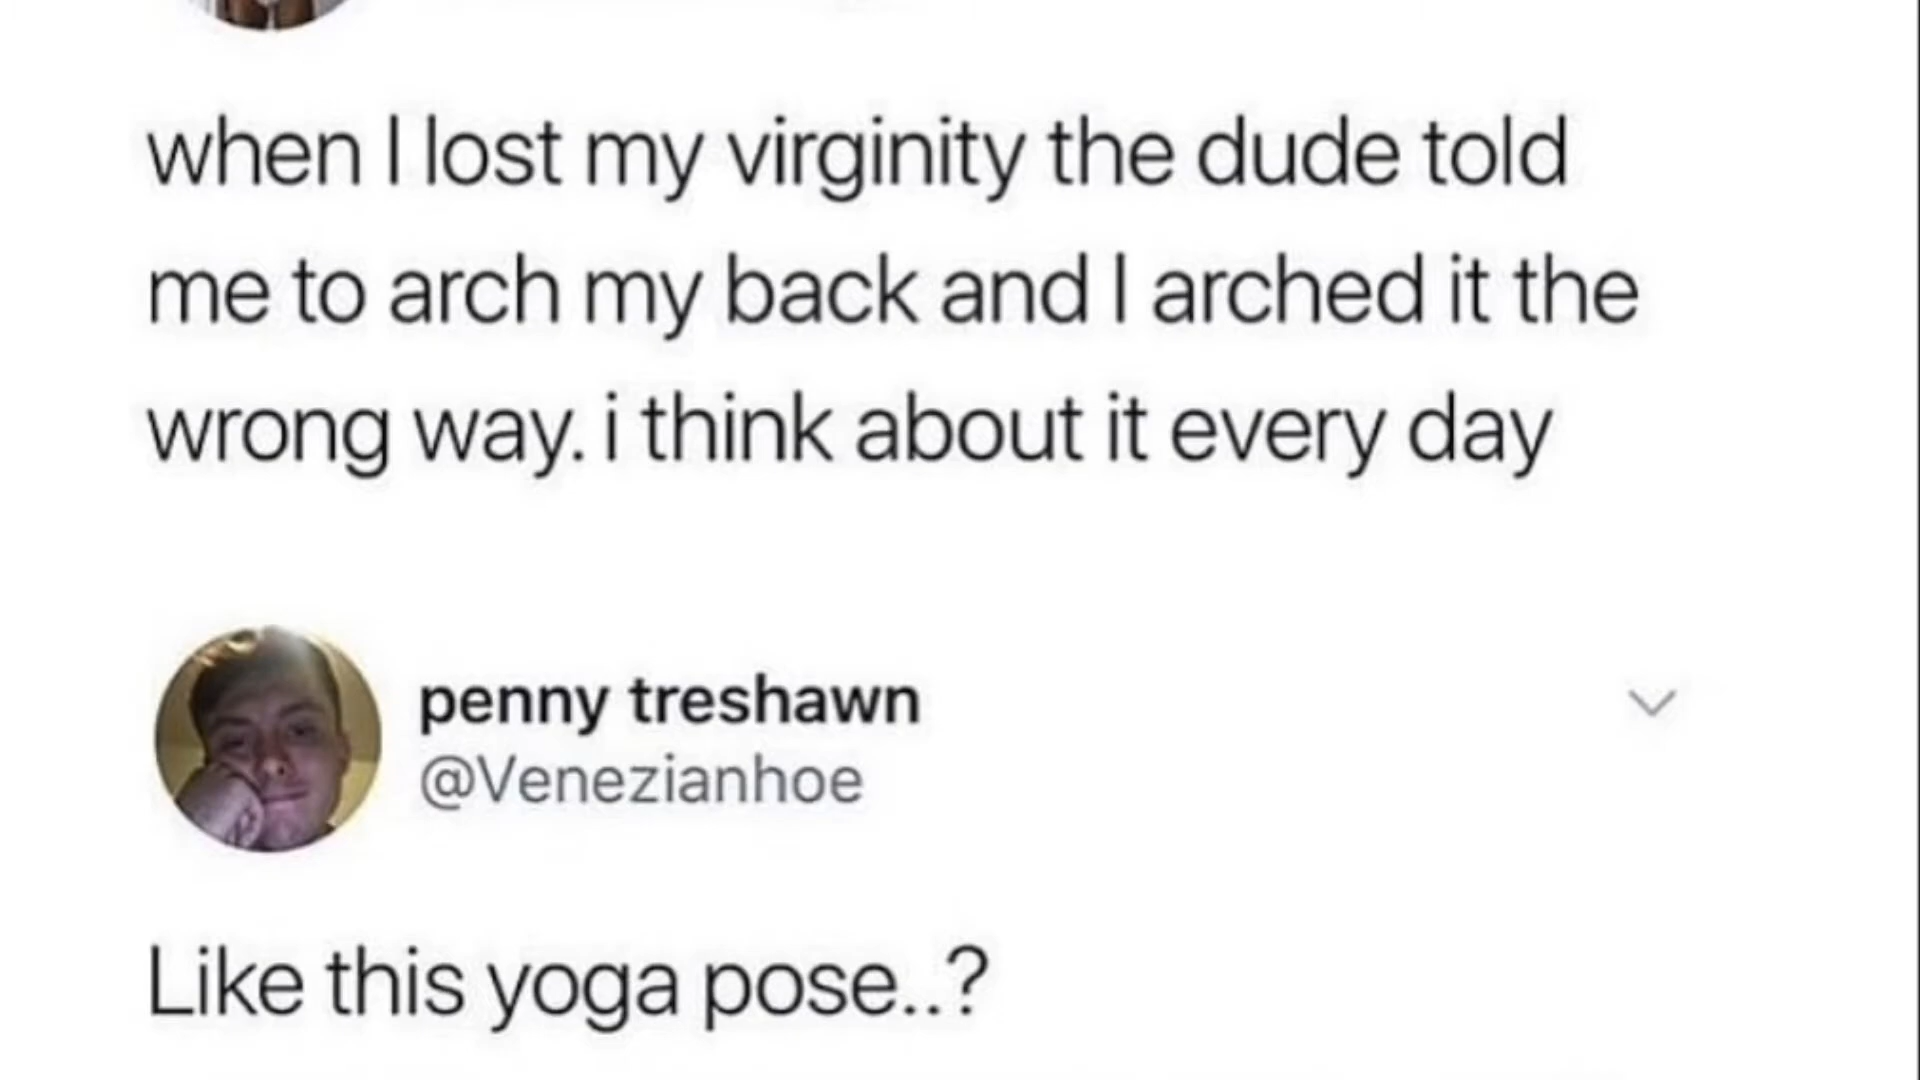 when I lost my virginity the dude told
me to arch my back and I arched it the
wrong way. i think about it every day
penny treshawn
@Venezianhoe
Like this yoga pose..?